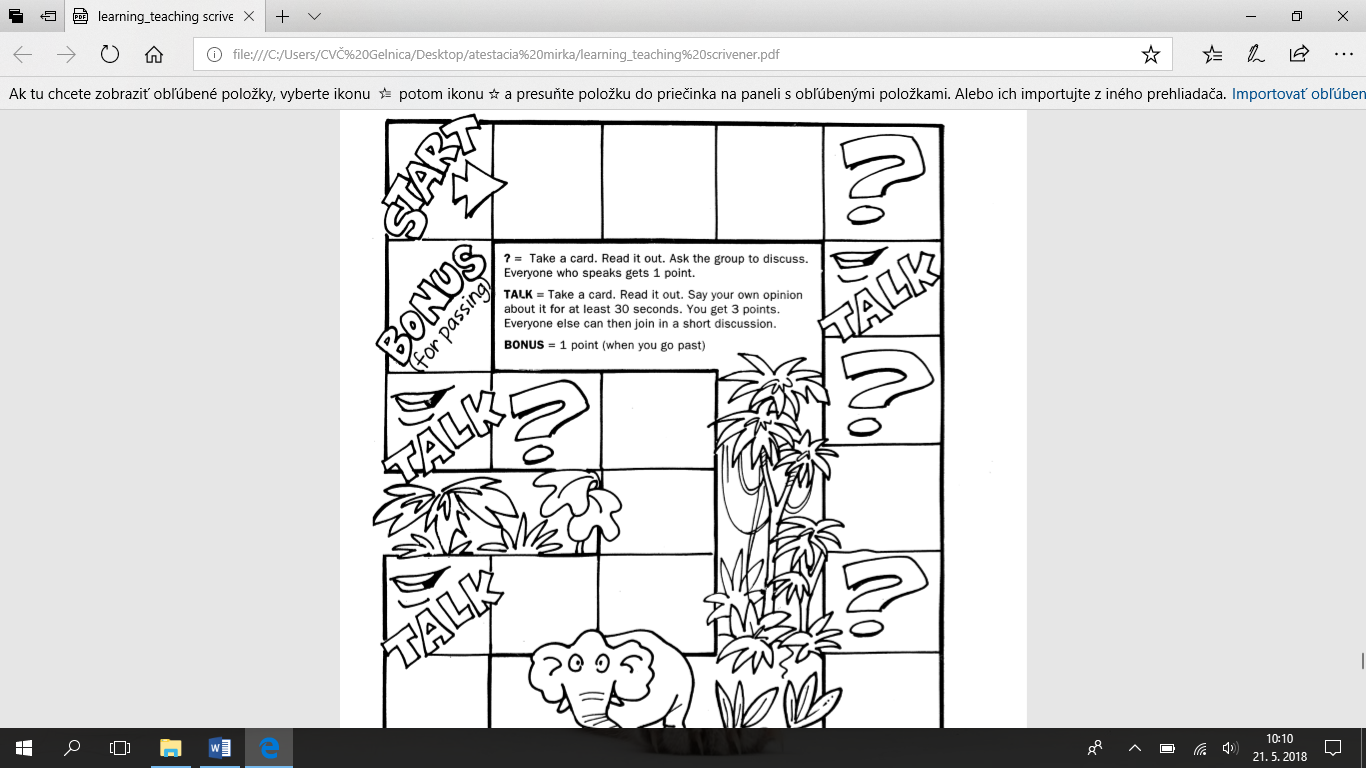 learning_teaching scrive
file:///C:/Users/CVČ%20Gelnica/Desktop/atestacia%20mirka/learning_teaching%20scrivener.pdf
Ak tu chcete zobraziť obľúbené položky, vyberte ikonu potom ikonu a presuňte položku do priečinka na paneli s obľúbenými položkami. Alebo ich importujte z iného prehliadača. Importovať obľúben
START
?
BONUS
(for passing)
? = Take a card. Read it out. Ask the group to discuss.
Everyone who speaks gets 1 point.
TALK = Take a card. Read it out. Say your own opinion
about it for at least 30 seconds. You get 3 points.
Everyone else can then join in a short discussion.
BONUS = 1 point (when you go past)
TALK
?
TALK
?
TALK
?
10:10
21. 5. 2018